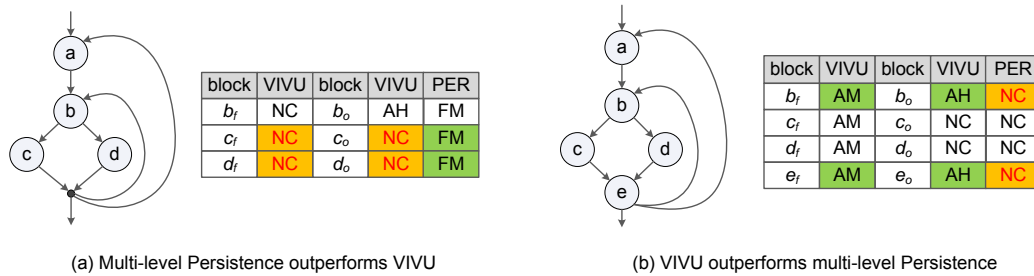 a
b
c
d
block VIVU block VIVU PER
bf NC bo AH FM
cf NC co NC FM
df NC do NC FM
(a) Multi-level Persistence outperforms VIVU
a
b
c
d
e
block VIVU block VIVU PER
bf AM bo AH NC
cf AM co NC NC
df AM do NC NC
ef AM eo AH NC
(b) VIVU outperforms multi-level Persistence